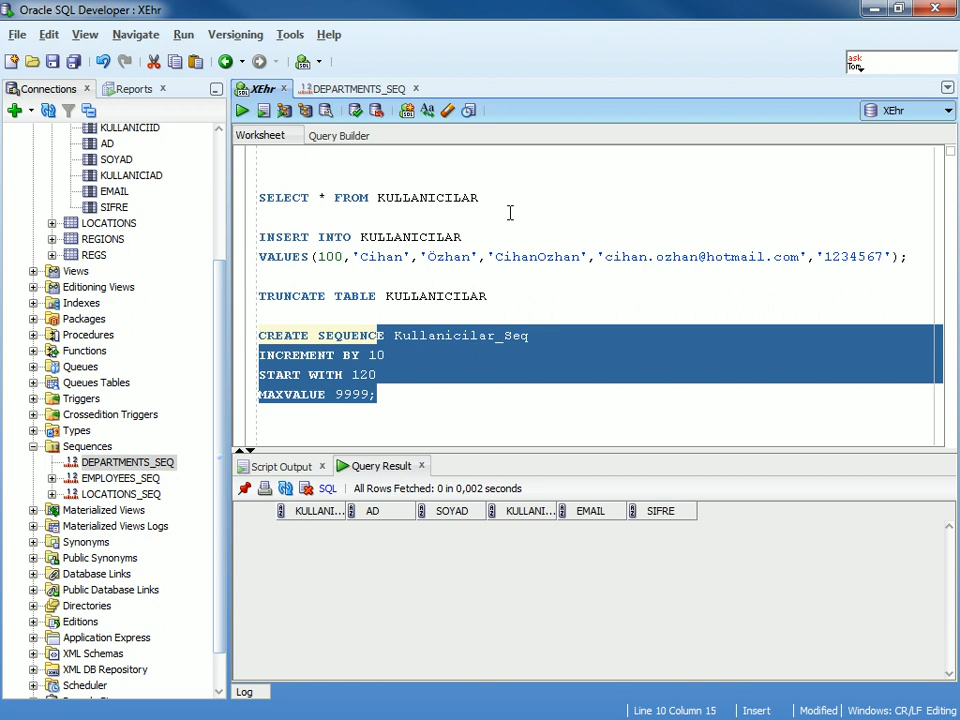 Oracle SQL Developer : XEhr
File Edit View Navigate Run Versioning Tools Help
ask
Tom
Connections
Reports
XEhr
DEPARTMENTS_SEQ
XEhr
Worksheet
Query Builder
KULLANICIID
AD
SOYAD
KULLANICIAD
EMAIL
SIFRE
LOCATIONS
REGIONS
REGS
Views
Editioning Views
Indexes
Packages
Procedures
Functions
Queues
Queues Tables
Triggers
Crossedition Triggers
Types
Sequences
DEPARTMENTS_SEQ
EMPLOYEES_SEQ
LOCATIONS_SEQ
Materialized Views
Materialized Views Logs
Synonyms
Public Synonyms
Database Links
Public Database Links
Directories
Editions
Application Express
XML Schemas
XML DB Repository
Scheduler
SELECT * FROM KULLANICILAR
INSERT INTO KULLANICILAR
VALUES(100,'Cihan','Özhan','CihanOzhan','cihan.ozhan@hotmail.com','1234567');
TRUNCATE TABLE KULLANICILAR
CREATE SEQUENCE Kullanicilar_Seq
INCREMENT BY 10
START WITH 120
MAXVALUE 9999;
Script Output
Query Result
SQL
All Rows Fetched: 0 in 0,002 seconds
KULLANI... AD SOYAD KULLANI... EMAIL SIFRE
Log
Line 10 Column 15
Insert
Modified
Windows: CR/LF Editing